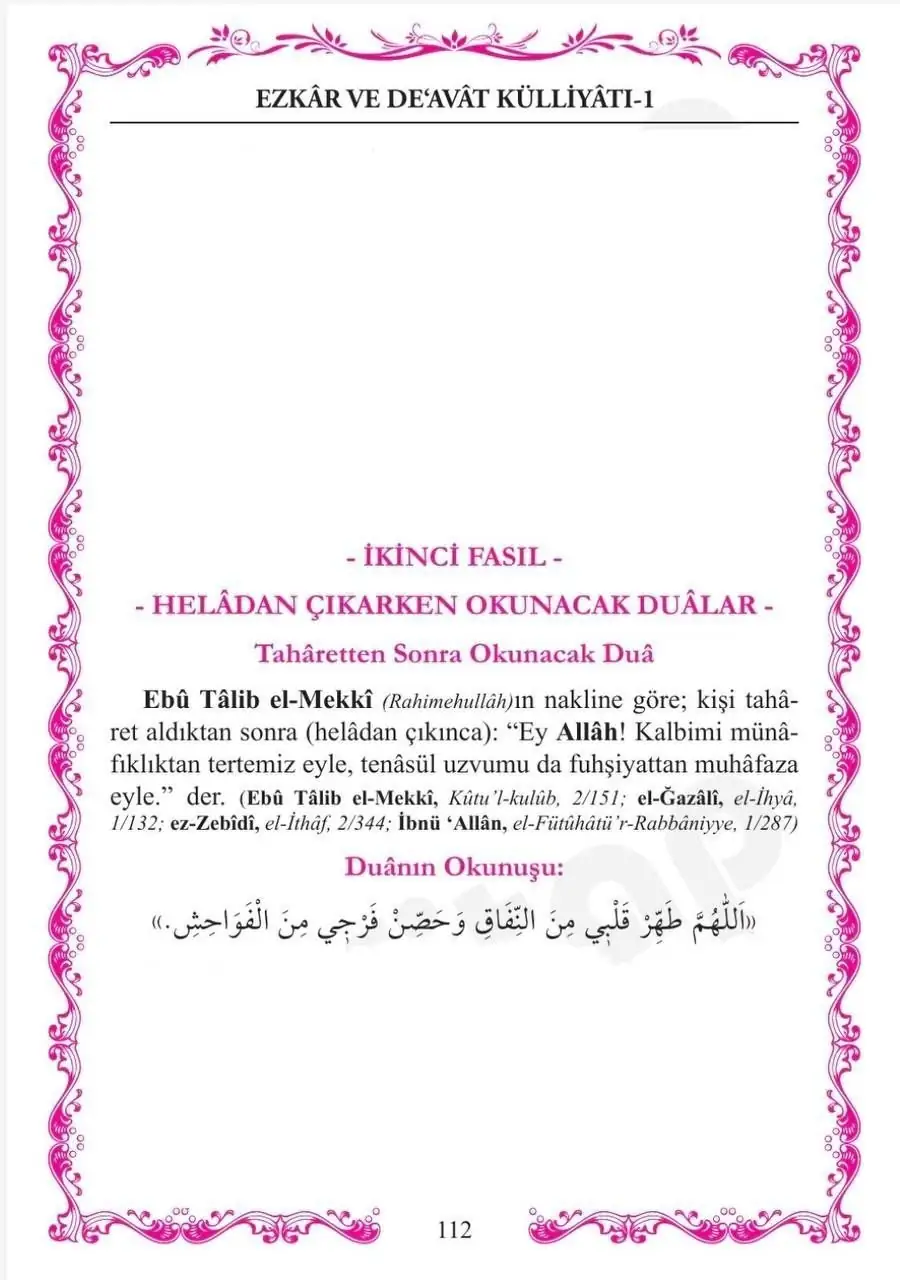 EZKÂR VE DE‘AVÂT KÜLLİYÂTI-1
- İKİNCİ FASIL -
- HELÂDAN ÇIKARKEN OKUNACAK DUÂLAR -
Tahâretten Sonra Okunacak Duâ
Ebû Tâlib el-Mekkî (Rahimehullâh)ın nakline göre; kişi tahâ-
ret aldıktan sonra (helâdan çıkınca): “Ey Allâh! Kalbimi münâ-
fıklıktan tertemiz eyle, tenâsül uzvumu da fuhşiyattan muhâfaza
eyle.” der. (Ebû Tâlib el-Mekkî, Kûtu’l-kulûb, 2/151; el-Ğazâlî, el-İhyâ,
1/132; ez-Zebîdî, el-İthâf, 2/344; İbnü ‘Allân, el-Fütûhâtü’r-Rabbâniyye, 1/287)
Duânın Okunuşu:
«اَللّٰهُمَّ طَهِّرْ قَلْبِي مِنَ النِّفَاقِ وَحَصِّنْ فَرْجِي مِنَ الْفَوَاحِشِ.»
112